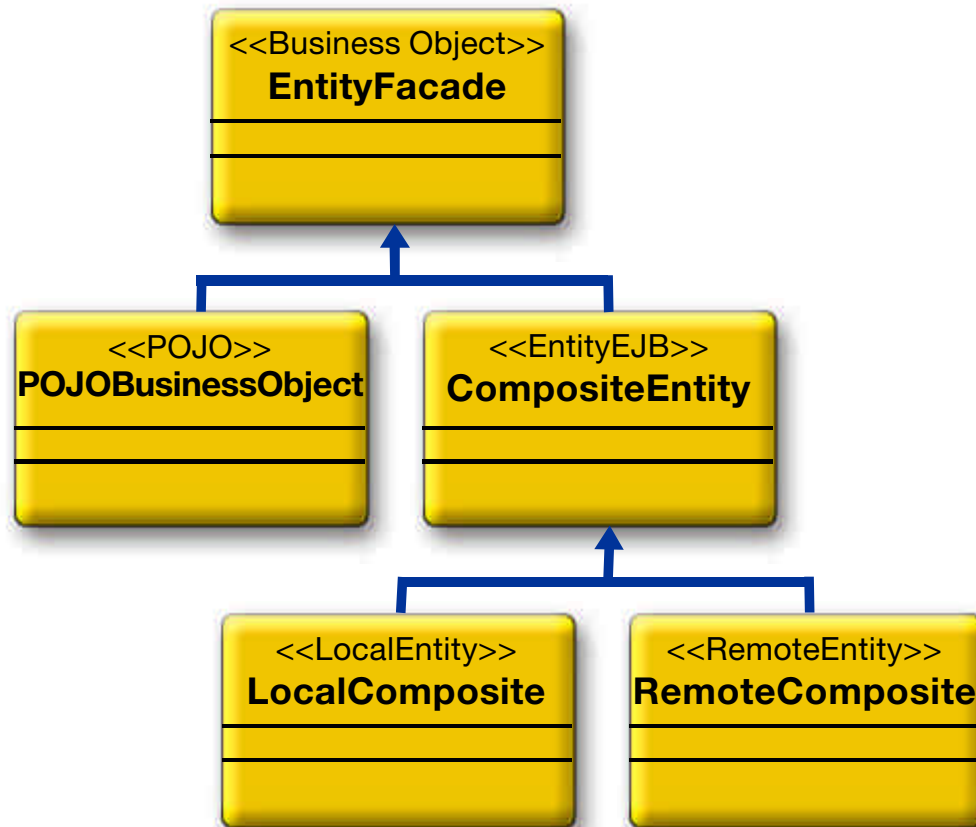 <<Business Object>>
EntityFacade
<<POJO>>
POJOBusinessObject
<<EntityEJB>>
CompositeEntity
<<LocalEntity>>
LocalComposite
<<RemoteEntity>>
RemoteComposite